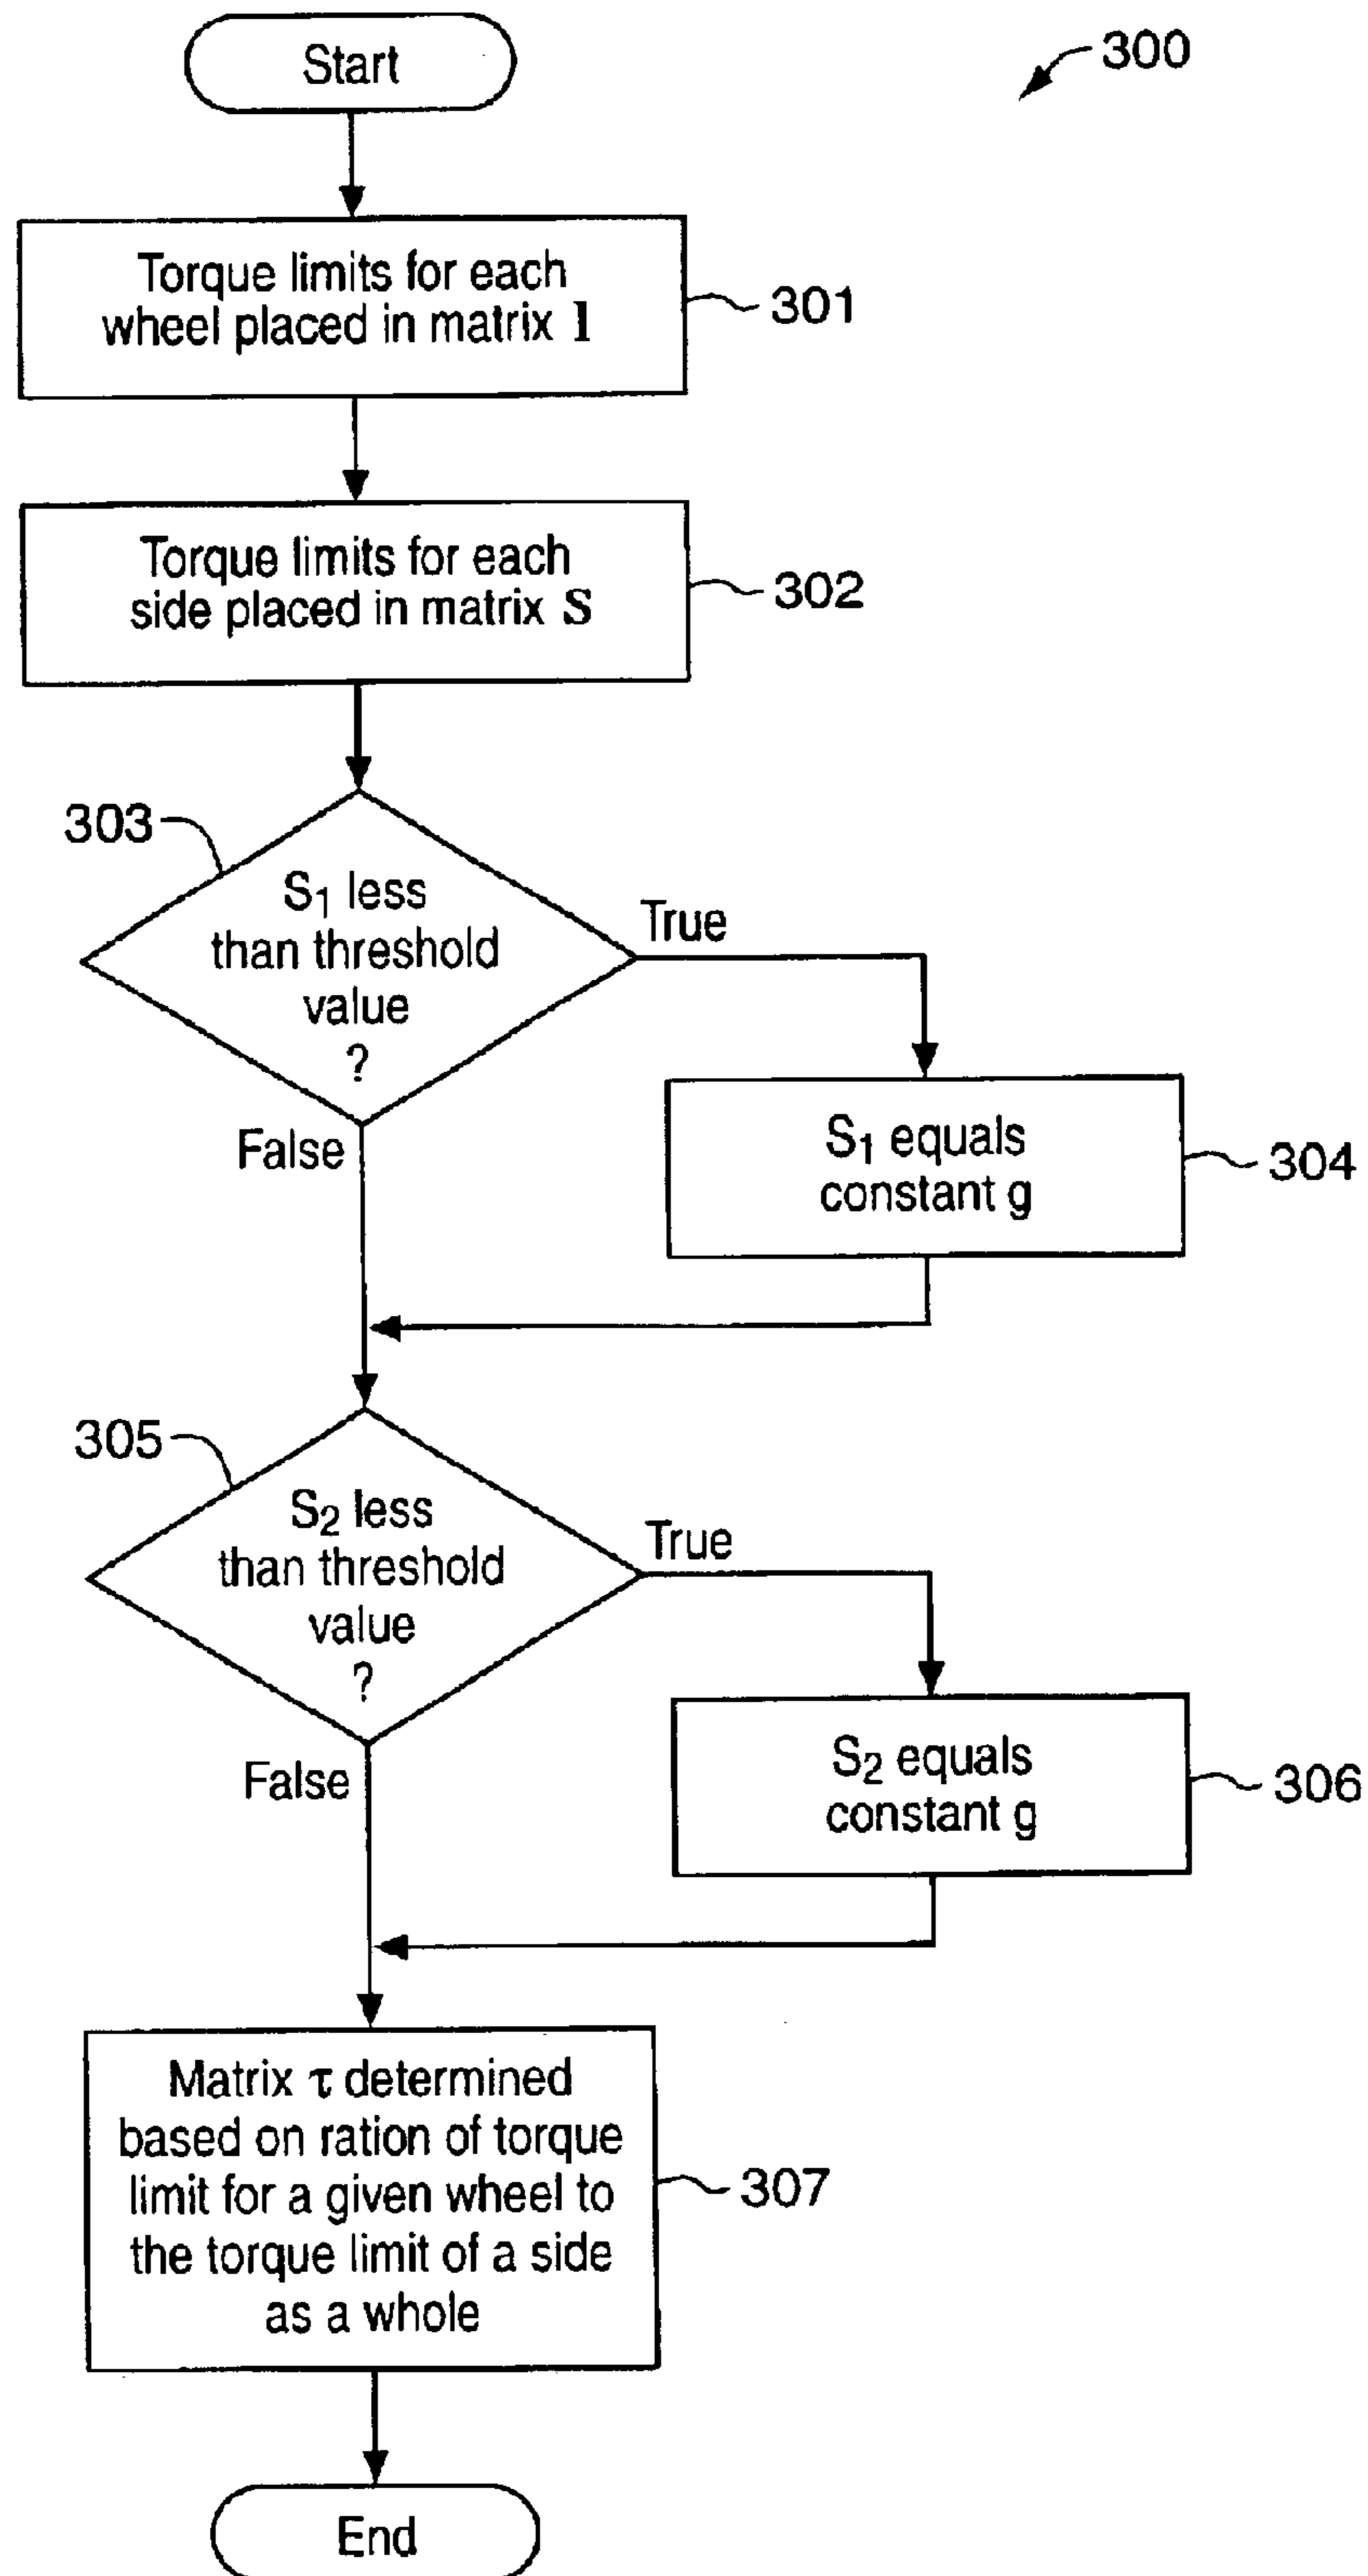 Start
300
Torque limits for each
wheel placed in matrix l
301
Torque limits for each
side placed in matrix S
302
303
S₁ less
than threshold
value
?
True
False
S₁ equals
constant g
304
305
S₂ less
than threshold
value
?
True
False
S₂ equals
constant g
306
Matrix τ determined
based on ration of torque
limit for a given wheel to
the torque limit of a side
as a whole
307
End